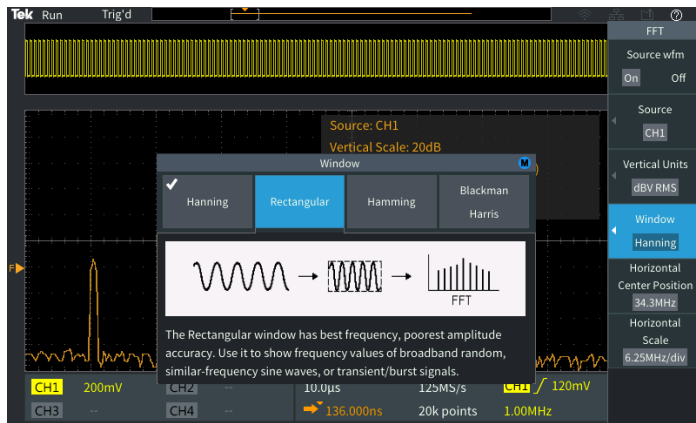 Tek Run Trig'd
FFT
Source wfm
On Off
Source
CH1
Vertical Units
dBV RMS
Window
Hanning
Horizontal
Center Position
34.3MHz
Horizontal
Scale
6.25MHz/div
Source: CH1
Vertical Scale: 20dB
Window M
Hanning
Rectangular
Hamming
Blackman
Harris
FFT
The Rectangular window has best frequency, poorest amplitude
accuracy. Use it to show frequency values of broadband random,
similar-frequency sine waves, or transient/burst signals.
F
CH1 200mV CH2 -- 10.0µs 125MS/s CH1 120mV
CH3 -- CH4 -- 136.000ns 20k points 1.00MHz